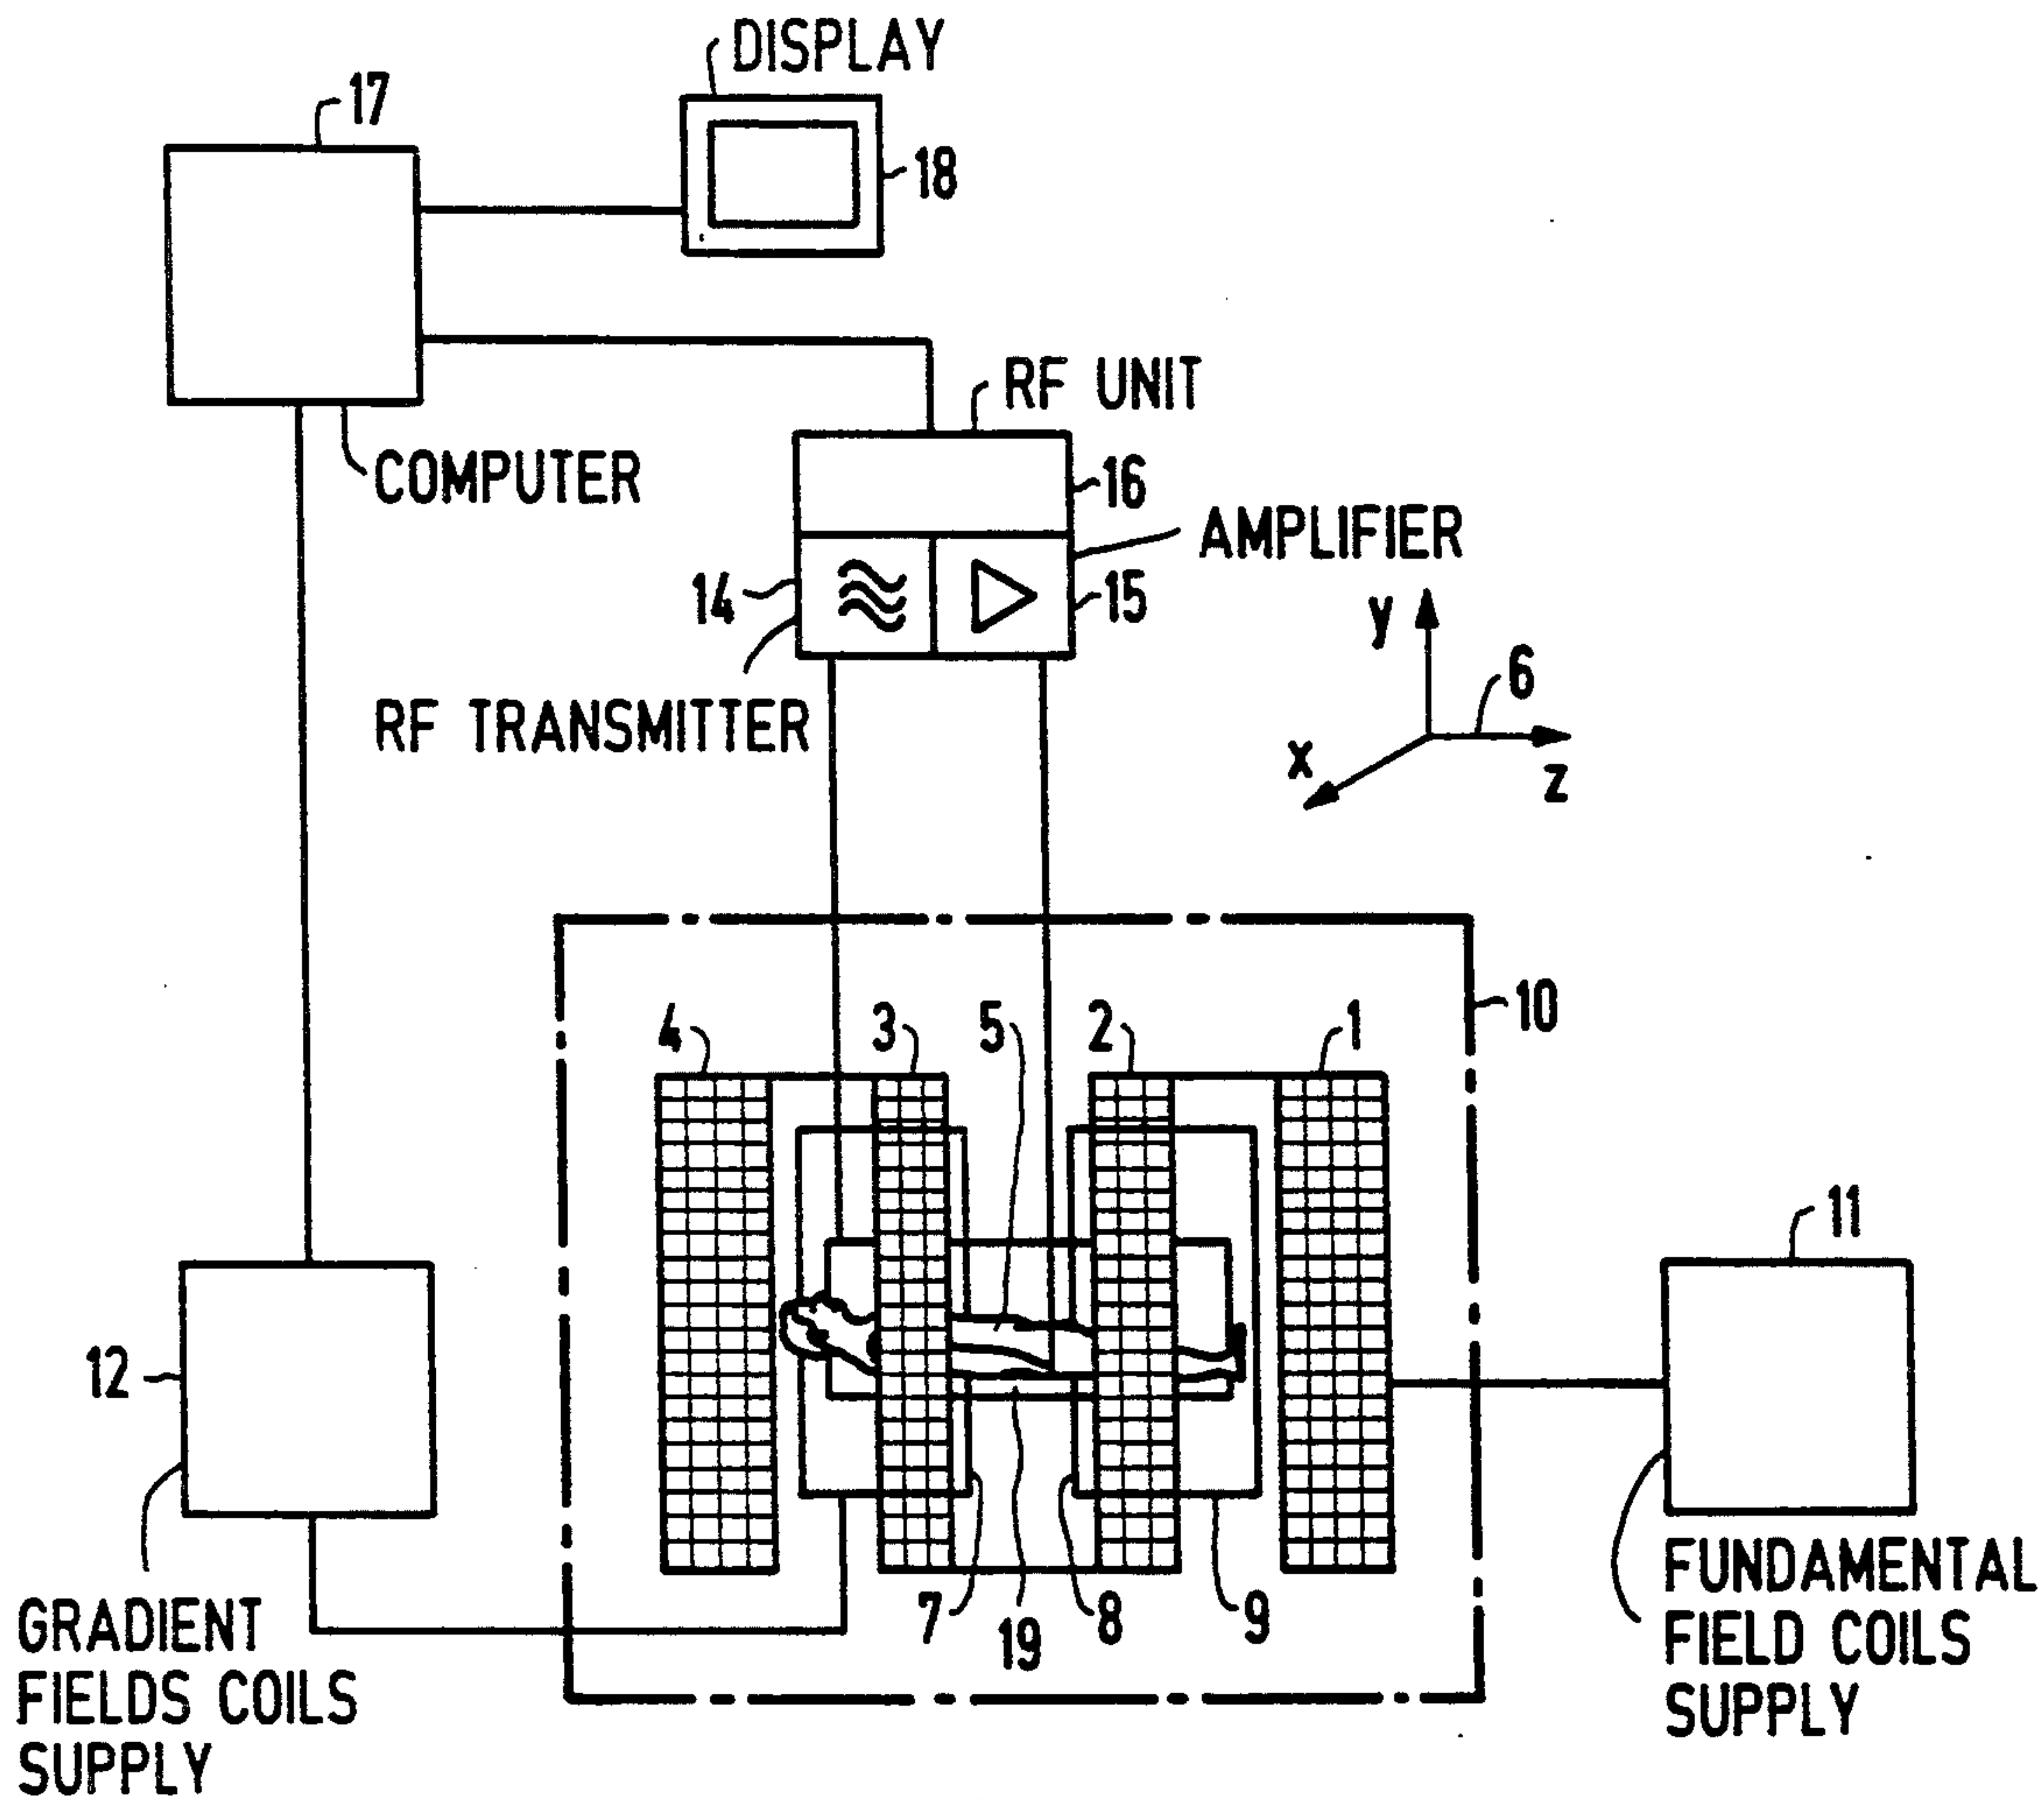 DISPLAY
17
18
RF UNIT
COMPUTER
16
AMPLIFIER
14
15
y
6
RF TRANSMITTER
x
z
10
4
3
5
2
1
11
12
7
19
8
9
GRADIENT
FIELDS COILS
SUPPLY
FUNDAMENTAL
FIELD COILS
SUPPLY